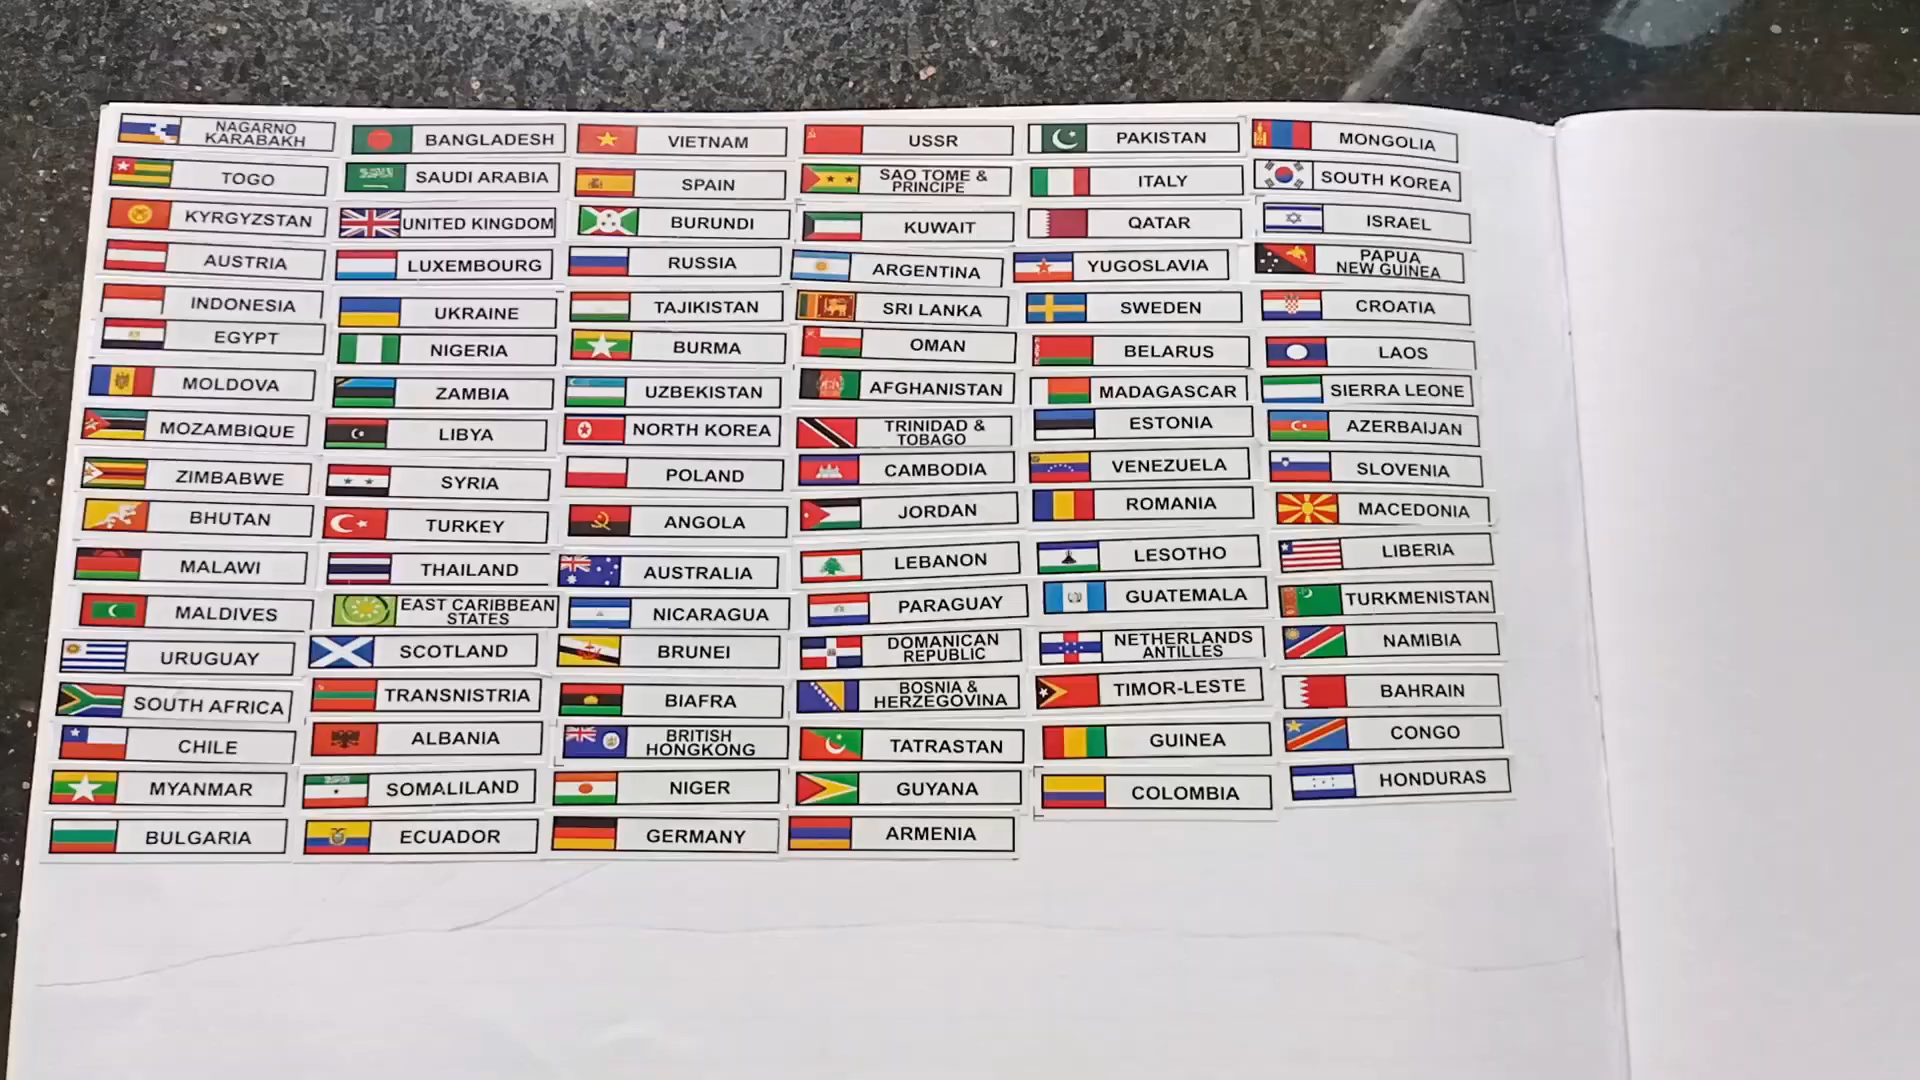 NAGARNO
KARABAKH
BANGLADESH
VIETNAM
USSR
PAKISTAN
MONGOLIA
TOGO
SAUDI ARABIA
SPAIN
SAO TOME &
PRINCIPE
ITALY
SOUTH KOREA
KYRGYZSTAN
UNITED KINGDOM
BURUNDI
KUWAIT
QATAR
ISRAEL
AUSTRIA
LUXEMBOURG
RUSSIA
ARGENTINA
YUGOSLAVIA
PAPUA
NEW GUINEA
INDONESIA
UKRAINE
TAJIKISTAN
SRI LANKA
SWEDEN
CROATIA
EGYPT
NIGERIA
BURMA
OMAN
BELARUS
LAOS
MOLDOVA
ZAMBIA
UZBEKISTAN
AFGHANISTAN
MADAGASCAR
SIERRA LEONE
MOZAMBIQUE
LIBYA
NORTH KOREA
TRINIDAD &
TOBAGO
ESTONIA
AZERBAIJAN
ZIMBABWE
SYRIA
POLAND
CAMBODIA
VENEZUELA
SLOVENIA
BHUTAN
TURKEY
ANGOLA
JORDAN
ROMANIA
MACEDONIA
MALAWI
THAILAND
AUSTRALIA
LEBANON
LESOTHO
LIBERIA
MALDIVES
EAST CARIBBEAN
STATES
NICARAGUA
PARAGUAY
GUATEMALA
TURKMENISTAN
URUGUAY
SCOTLAND
BRUNEI
DOMANICAN
REPUBLIC
NETHERLANDS
ANTILLES
NAMIBIA
SOUTH AFRICA
TRANSNISTRIA
BIAFRA
BOSNIA &
HERZEGOVINA
TIMOR-LESTE
BAHRAIN
CHILE
ALBANIA
BRITISH
HONGKONG
TATRASTAN
GUINEA
CONGO
MYANMAR
SOMALILAND
NIGER
GUYANA
COLOMBIA
HONDURAS
BULGARIA
ECUADOR
GERMANY
ARMENIA